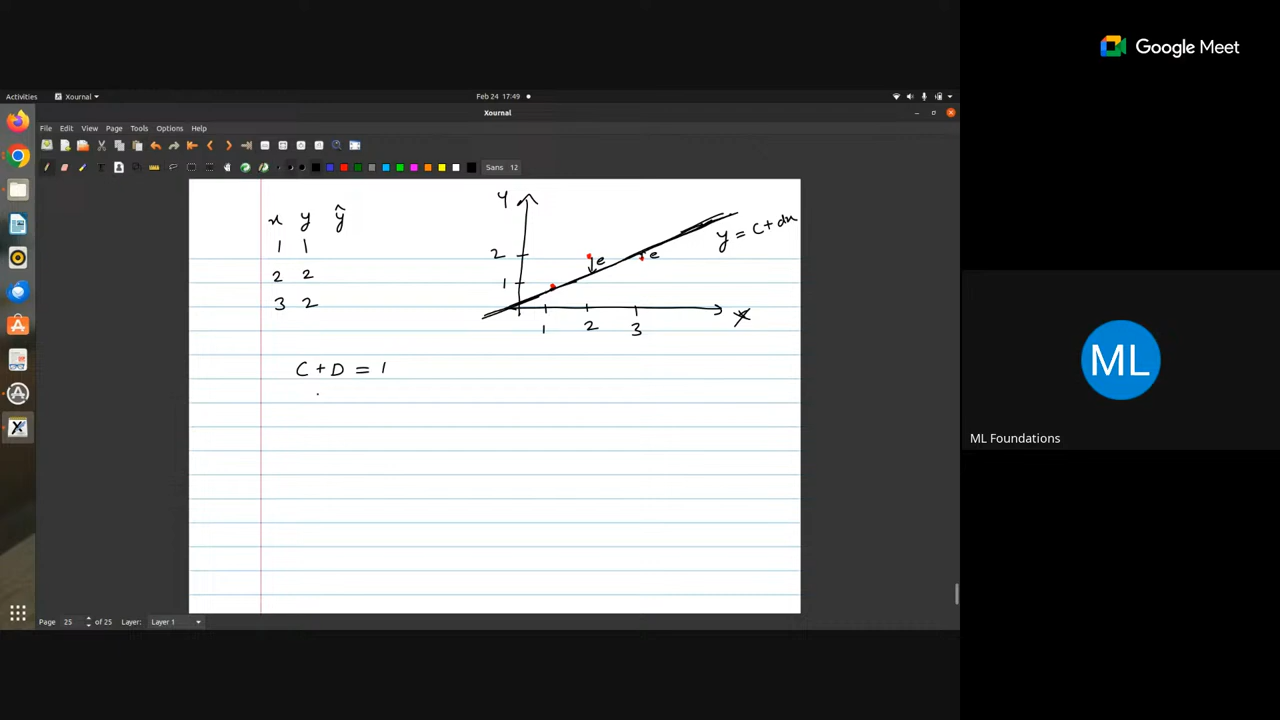 Google Meet
Activities
Xournal
Feb 24 17:49
Xournal
File Edit View Page Tools Options Help
Sans 12
x y ŷ
1 1
2 2
3 2
C + D = 1
y
2
1
e
e
y = C + dx
1 2 3
x
ML
ML Foundations
Page 25 of 25 Layer: Layer 1